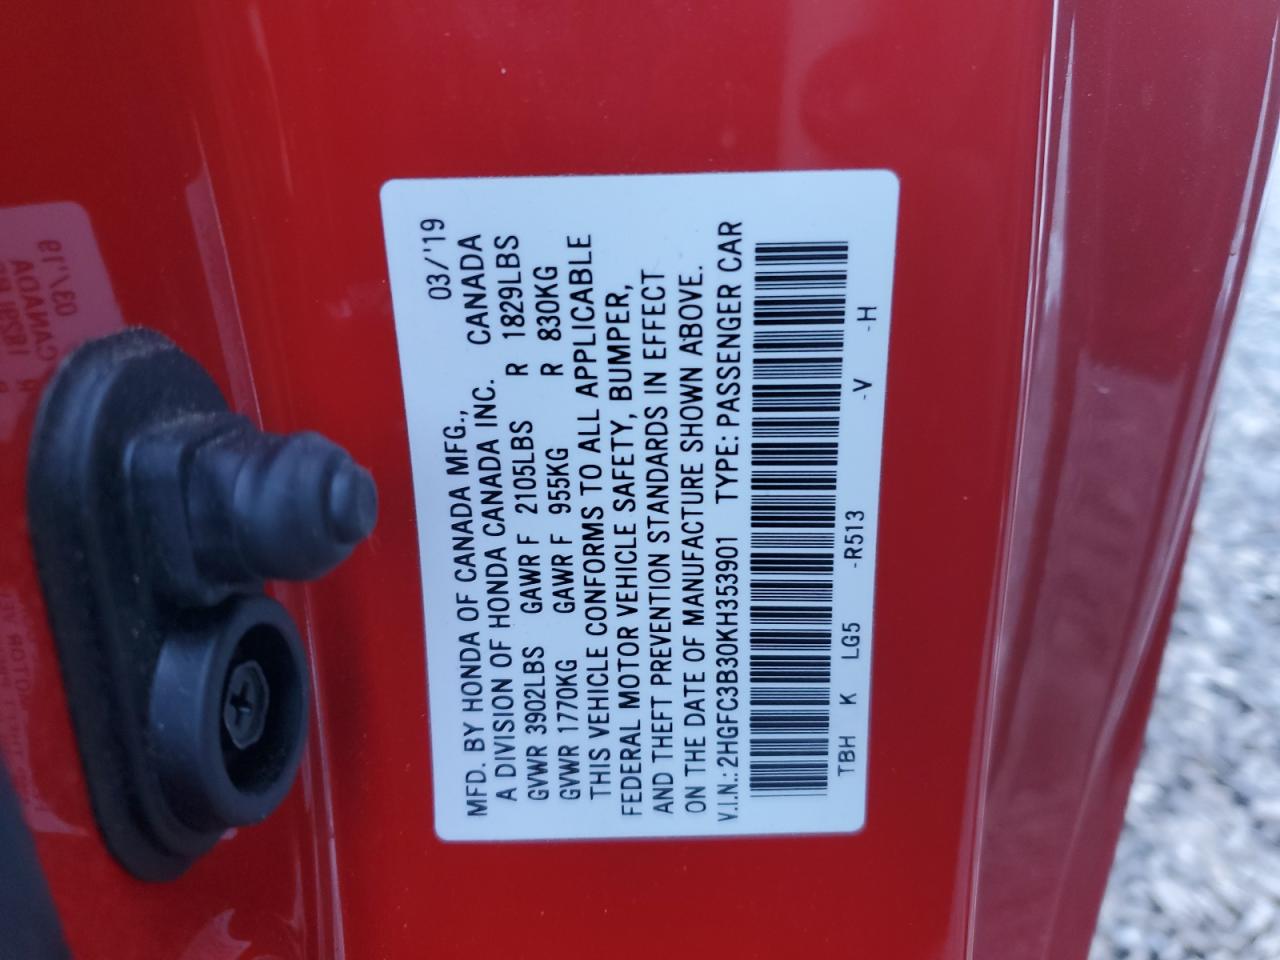 03/'19
MFD. BY HONDA OF CANADA MFG.,
A DIVISION OF HONDA CANADA INC. CANADA
GVWR 3902LBS GAWR F 2105LBS R 1829LBS
GVWR 1770KG GAWR F 955KG R 830KG
THIS VEHICLE CONFORMS TO ALL APPLICABLE
FEDERAL MOTOR VEHICLE SAFETY, BUMPER,
AND THEFT PREVENTION STANDARDS IN EFFECT
ON THE DATE OF MANUFACTURE SHOWN ABOVE.
V.I.N.: 2HGFC3B30KH353901 TYPE: PASSENGER CAR
TBH K LG5 -R513 -V -H